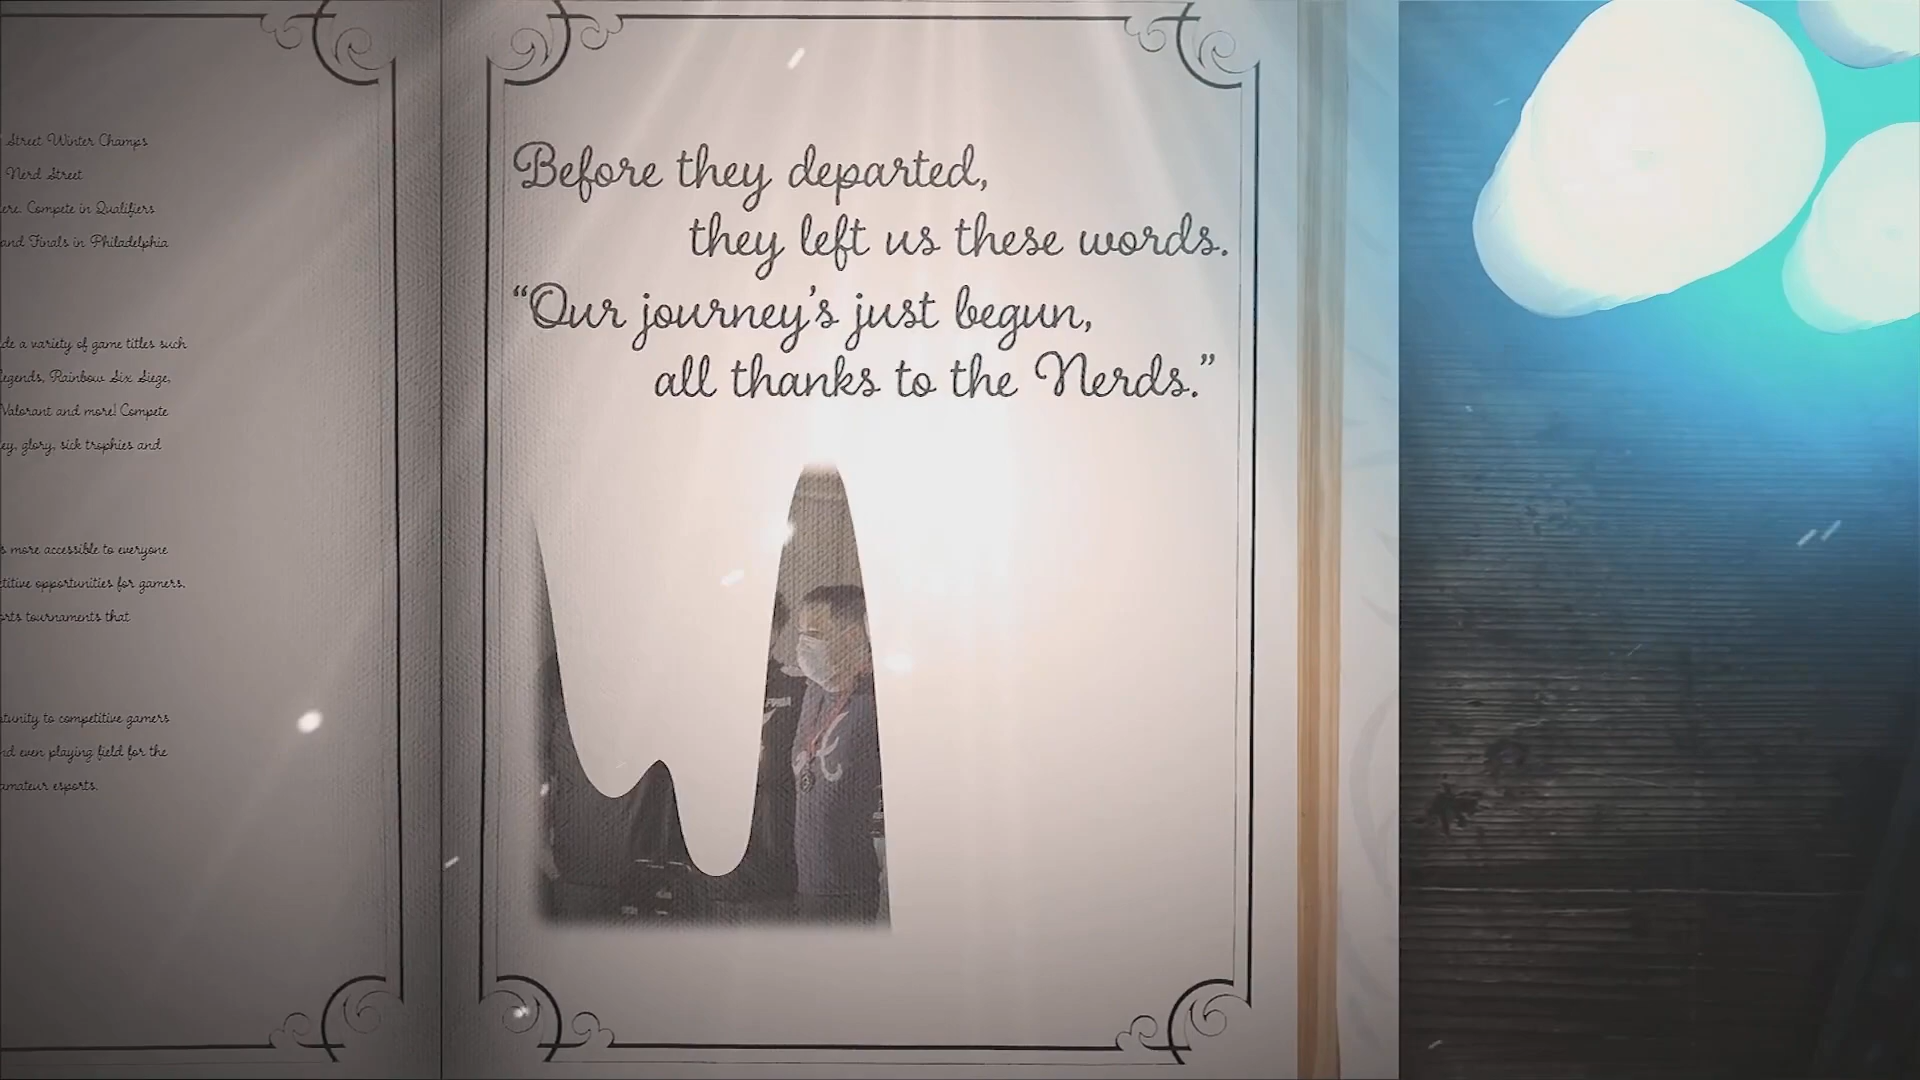 Street Winter Champs
Nerd Street
ere. Compete in Qualifiers
and Finals in Philadelphia
de a variety of game titles such
egends, Rainbow Six Siege,
Valorant and more! Compete
ey, glory, sick trophies and
s more accessible to everyone
titive opportunities for gamers.
orts tournaments that
tunity to competitive gamers
nd even playing field for the
amateur esports.
Before they departed,
they left us these words.
“Our journey’s just begun,
all thanks to the Nerds.”